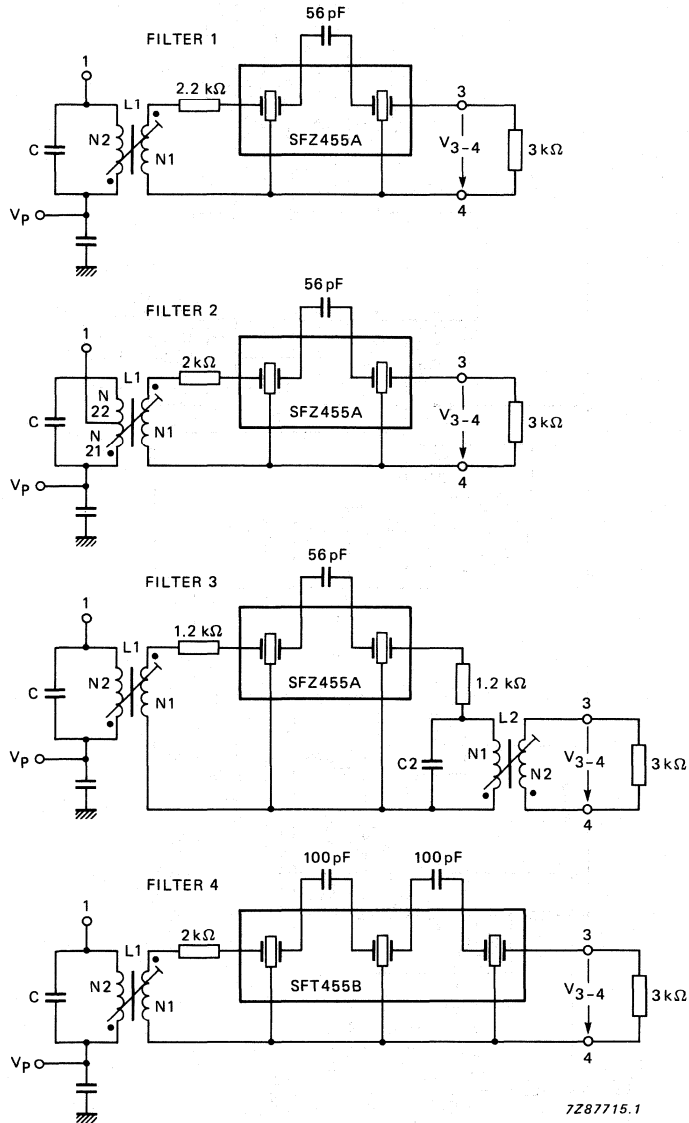 56 pF
FILTER 1
1
L1
2.2 kΩ
3
C
N2
N1
SFZ455A
V3-4
3 kΩ
VP
4
56 pF
FILTER 2
1
L1
2 kΩ
3
C
N
22
N
21
N1
SFZ455A
V3-4
3 kΩ
VP
4
56 pF
FILTER 3
1
L1
1.2 kΩ
C
N2
N1
SFZ455A
1.2 kΩ
L2
3
VP
C2
N1
N2
V3-4
3 kΩ
4
100 pF
100 pF
FILTER 4
1
L1
2 kΩ
3
C
N2
N1
SFT455B
V3-4
3 kΩ
VP
4
7Z87715.1